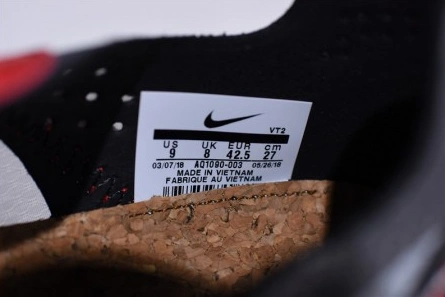 VT2
US UK EUR cm
9 8 42.5 27
03/07/18 AQ1090-003 05/26/18
MADE IN VIETNAM
FABRIQUE AU VIETNAM